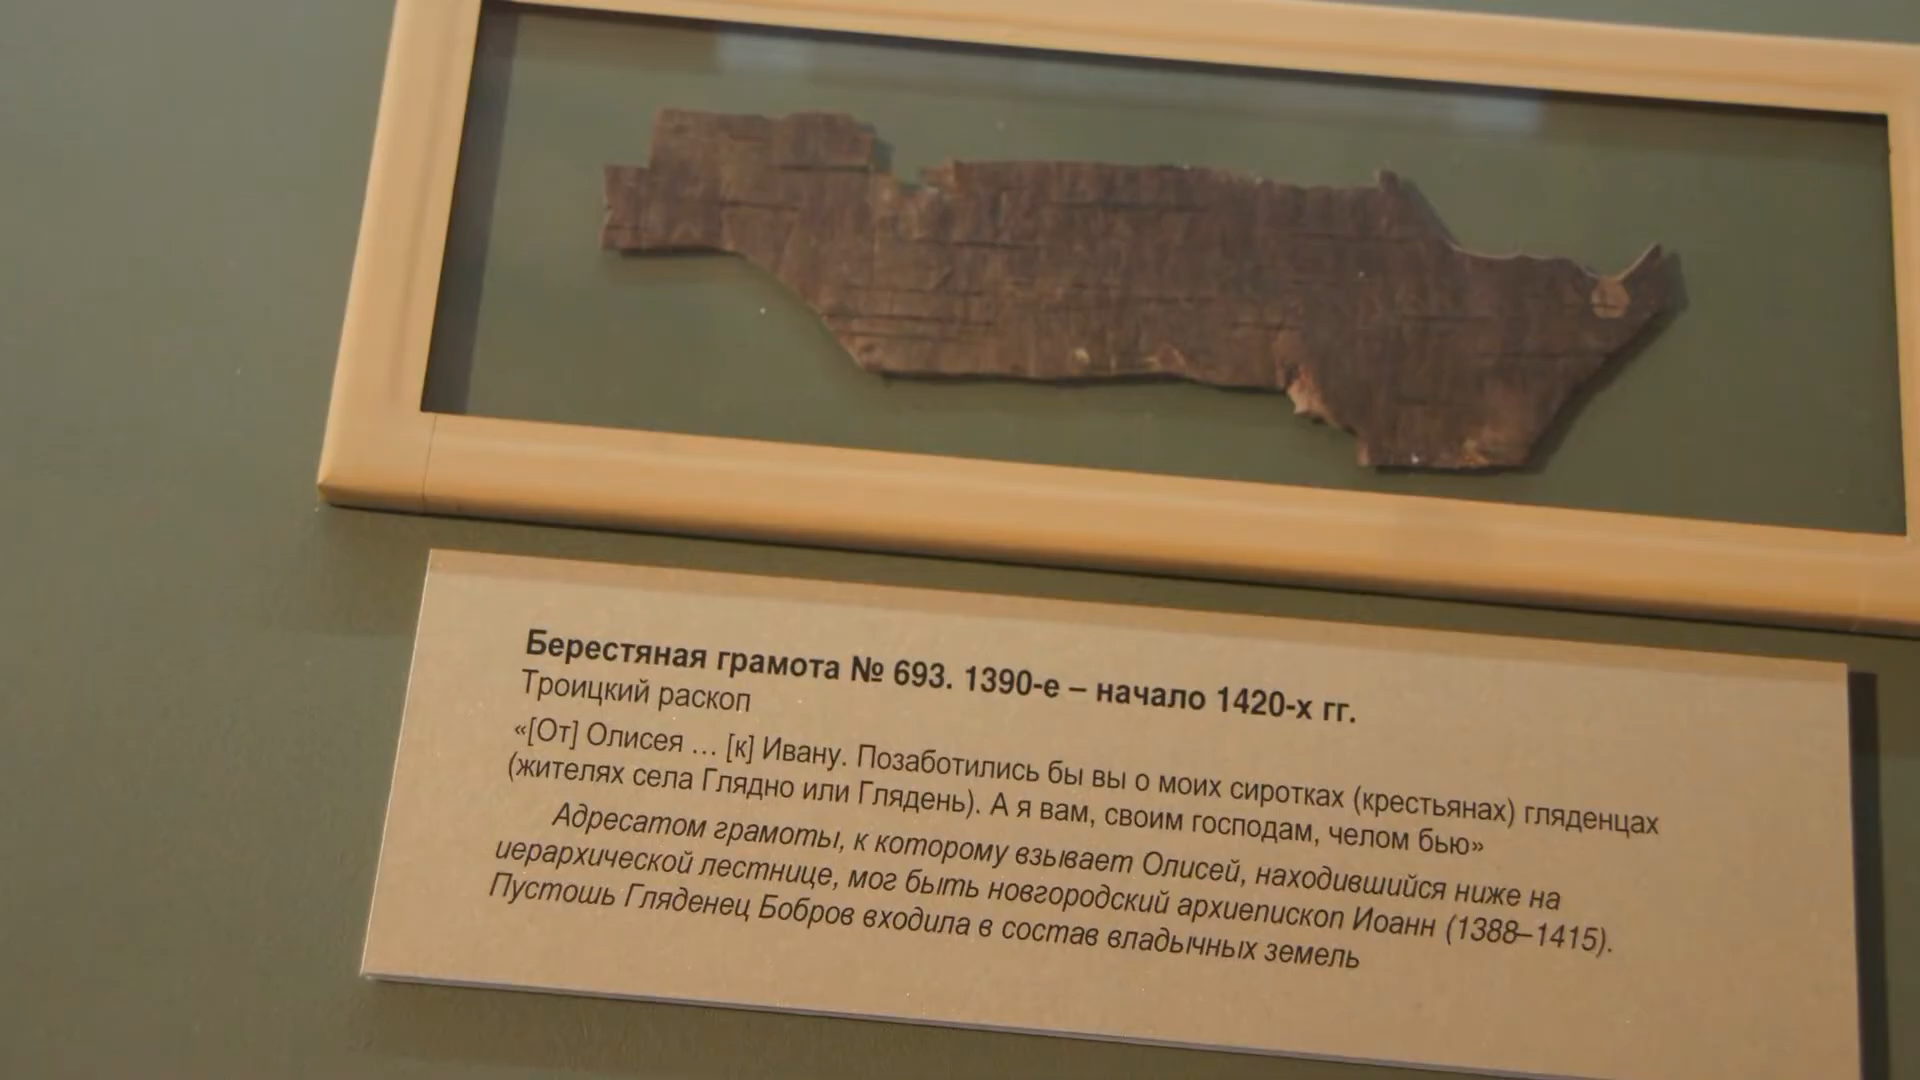 Берестяная грамота № 693. 1390-е – начало 1420-х гг.
Троицкий раскоп
«[От] Олисея ... [к] Ивану. Позаботились бы вы о моих сиротках (крестьянах) гляденцах
(жителях села Глядно или Глядень). А я вам, своим господам, челом бью»
Адресатом грамоты, к которому взывает Олисей, находившийся ниже на
иерархической лестнице, мог быть новгородский архиепископ Иоанн (1388–1415).
Пустошь Гляденец Бобров входила в состав владычных земель